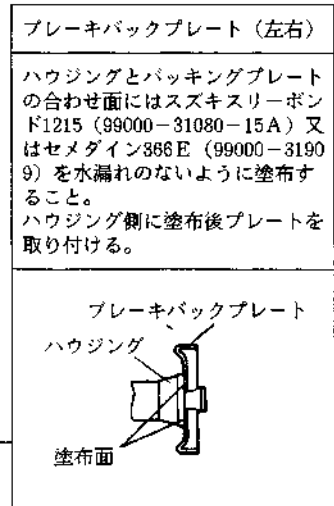 ブレーキバックプレート（左右）
ハウジングとバッキングプレート
の合わせ面にはスズキスリーボン
ド1215（99000－31080－15A）又
はセメダイン366E（99000－3190
9）を水漏れのないように塗布す
ること。
ハウジング側に塗布後プレートを
取り付ける。
ブレーキバックプレート
ハウジング
塗布面